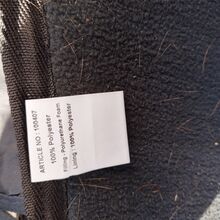 ARTICLE NO : 100407
100% Polyester
Filling : Polyurethane Foam
Lining : 100% Polyester